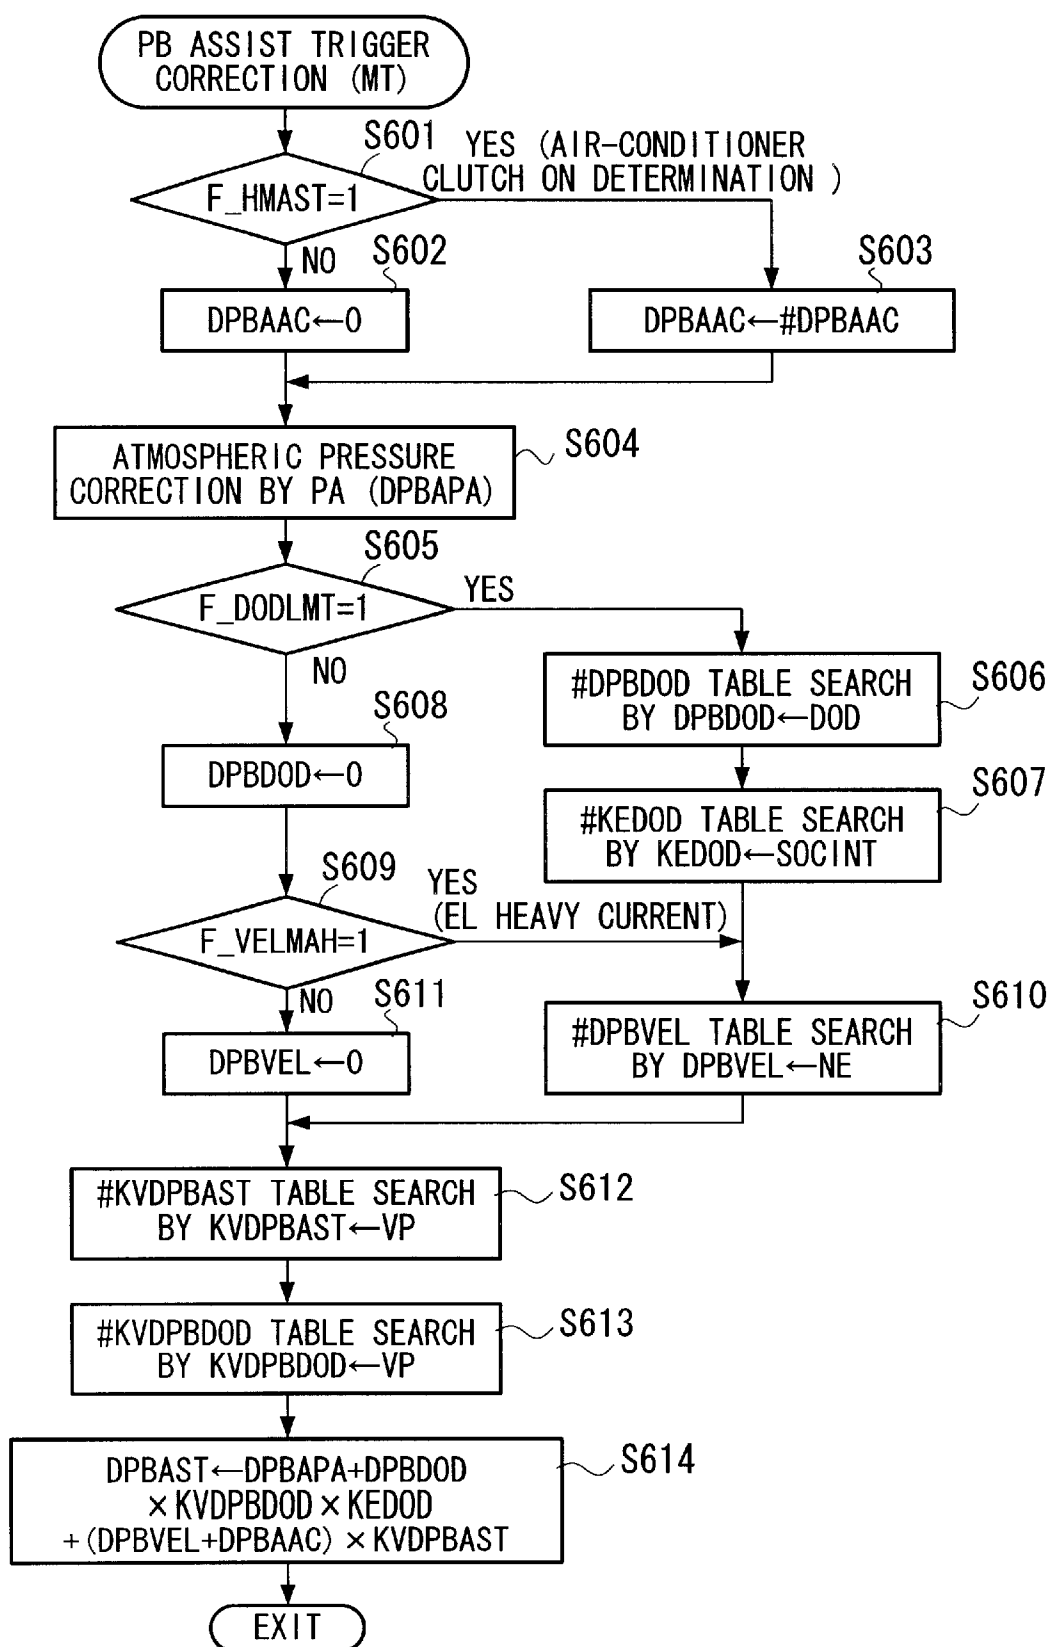 PB ASSIST TRIGGER
CORRECTION (MT)
S601
YES (AIR-CONDITIONER
CLUTCH ON DETERMINATION )
F_HMAST=1
NO
S602
S603
DPBAAC←0
DPBAAC←#DPBAAC
ATMOSPHERIC PRESSURE
CORRECTION BY PA (DPBAPA)
S604
S605
F_DODLMT=1
YES
NO
#DPBDOD TABLE SEARCH
BY DPBDOD←DOD
S606
S608
DPBDOD←0
#KEDOD TABLE SEARCH
BY KEDOD←SOCINT
S607
S609
YES
(EL HEAVY CURRENT)
F_VELMAH=1
NO
S611
DPBVEL←0
#DPBVEL TABLE SEARCH
BY DPBVEL←NE
S610
#KVDPBAST TABLE SEARCH
BY KVDPBAST←VP
S612
#KVDPBDOD TABLE SEARCH
BY KVDPBDOD←VP
S613
DPBAST←DPBAPA+DPBDOD
×KVDPBDOD×KEDOD
+(DPBVEL+DPBAAC)×KVDPBAST
S614
EXIT